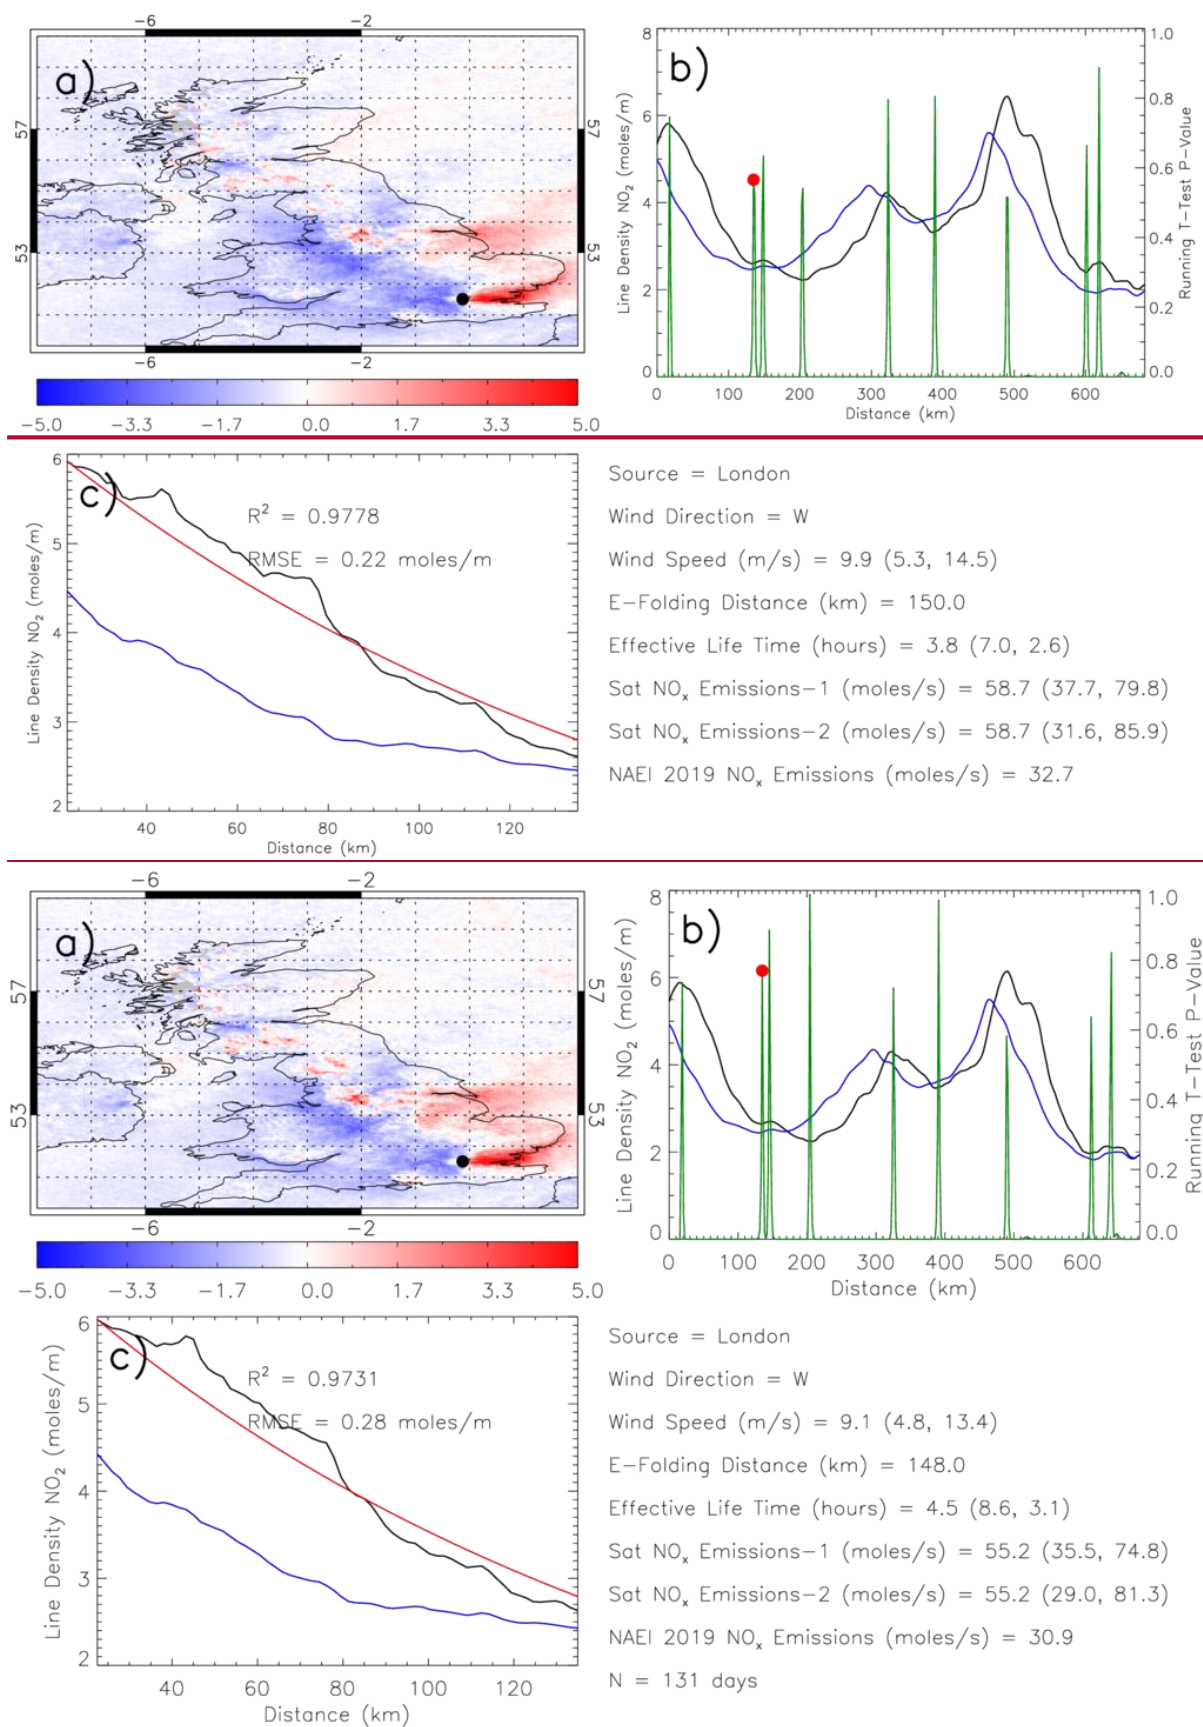 −6 −2
a)
57 57
53 53
−6 −2
−5.0 −3.3 −1.7 0.0 1.7 3.3 5.0
b)
Line Density NO₂ (moles/m)
8
6
4
2
0
1.0
0.8
0.6
0.4
0.2
0.0
Running T−Test P−Value
0 100 200 300 400 500 600
Distance (km)
c)
Line Density NO₂ (moles/m)
6
5
4
3
2
R² = 0.9778
RMSE = 0.22 moles/m
40 60 80 100 120
Distance (km)
Source = London
Wind Direction = W
Wind Speed (m/s) = 9.9 (5.3, 14.5)
E−Folding Distance (km) = 150.0
Effective Life Time (hours) = 3.8 (7.0, 2.6)
Sat NOₓ Emissions−1 (moles/s) = 58.7 (37.7, 79.8)
Sat NOₓ Emissions−2 (moles/s) = 58.7 (31.6, 85.9)
NAEI 2019 NOₓ Emissions (moles/s) = 32.7
−6 −2
a)
57 57
53 53
−6 −2
−5.0 −3.3 −1.7 0.0 1.7 3.3 5.0
b)
Line Density NO₂ (moles/m)
8
6
4
2
0
1.0
0.8
0.6
0.4
0.2
0.0
Running T−Test P−Value
0 100 200 300 400 500 600
Distance (km)
c)
Line Density NO₂ (moles/m)
6
5
4
3
2
R² = 0.9731
RMSE = 0.28 moles/m
40 60 80 100 120
Distance (km)
Source = London
Wind Direction = W
Wind Speed (m/s) = 9.1 (4.8, 13.4)
E−Folding Distance (km) = 148.0
Effective Life Time (hours) = 4.5 (8.6, 3.1)
Sat NOₓ Emissions−1 (moles/s) = 55.2 (35.5, 74.8)
Sat NOₓ Emissions−2 (moles/s) = 55.2 (29.0, 81.3)
NAEI 2019 NOₓ Emissions (moles/s) = 30.9
N = 131 days